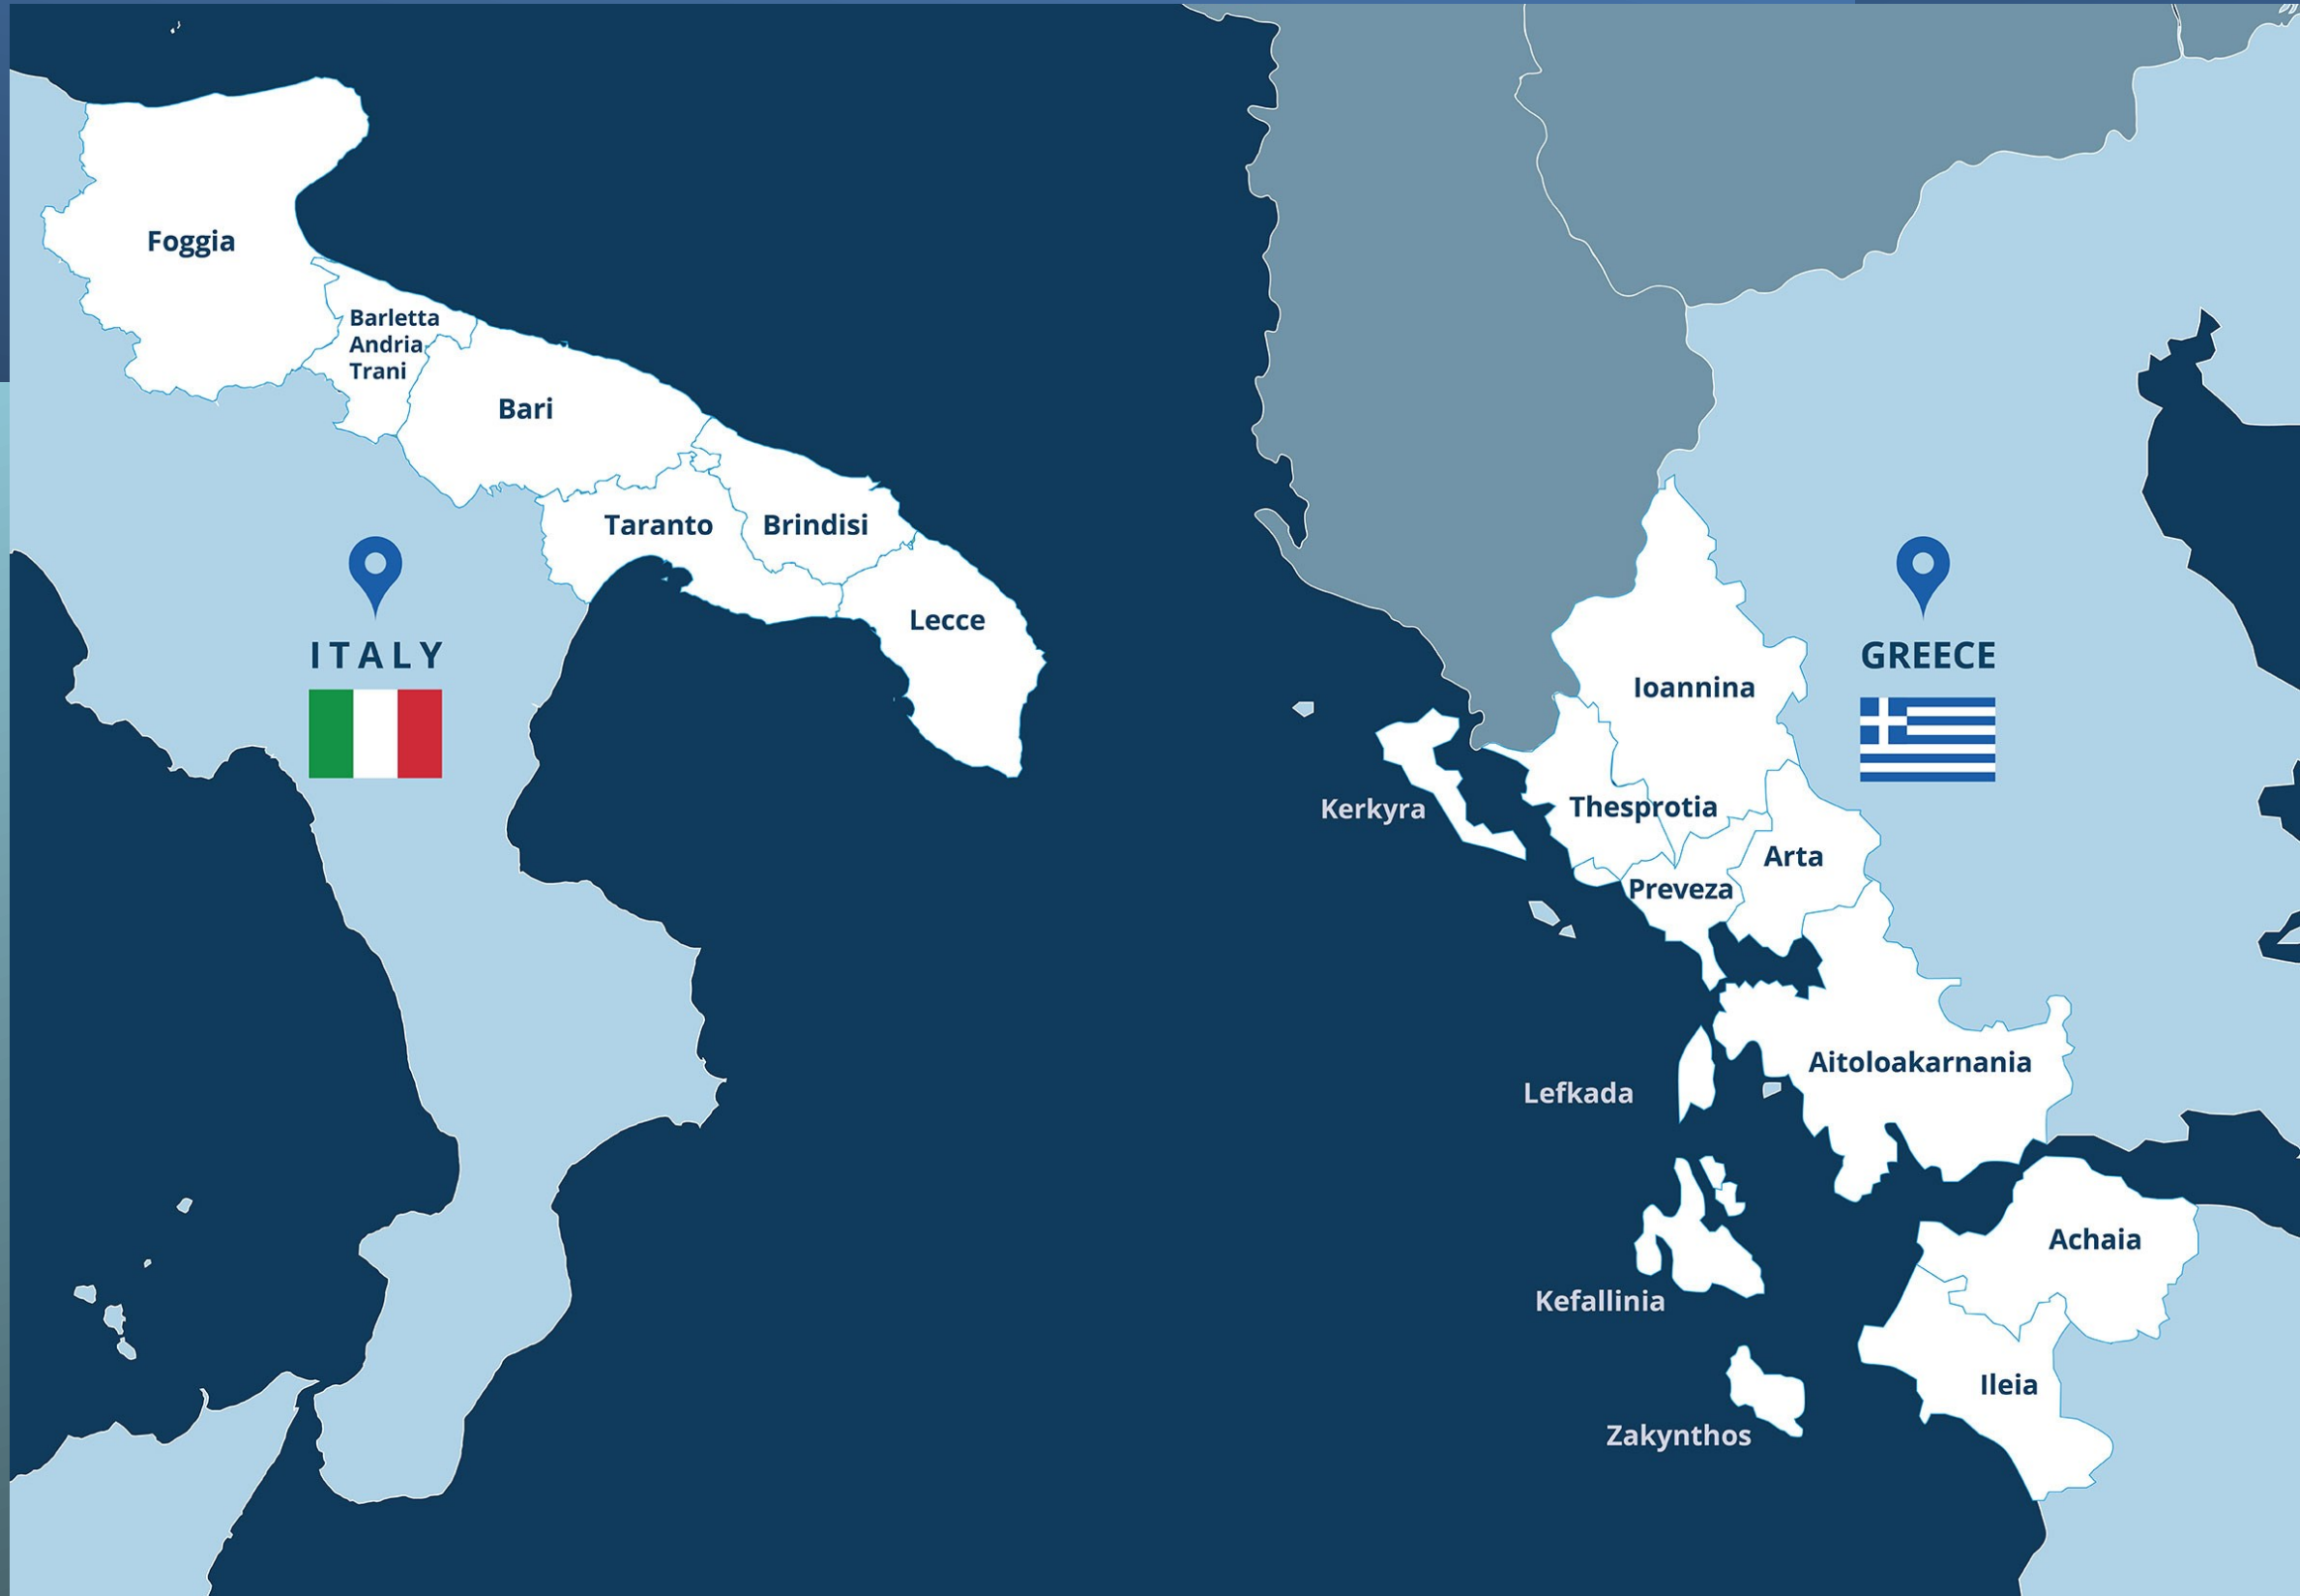 Foggia
Barletta
Andria
Trani
Bari
Taranto
Brindisi
Lecce
ITALY
GREECE
Ioannina
Kerkyra
Thesprotia
Arta
Preveza
Aitoloakarnania
Lefkada
Achaia
Kefallinia
Ileia
Zakynthos